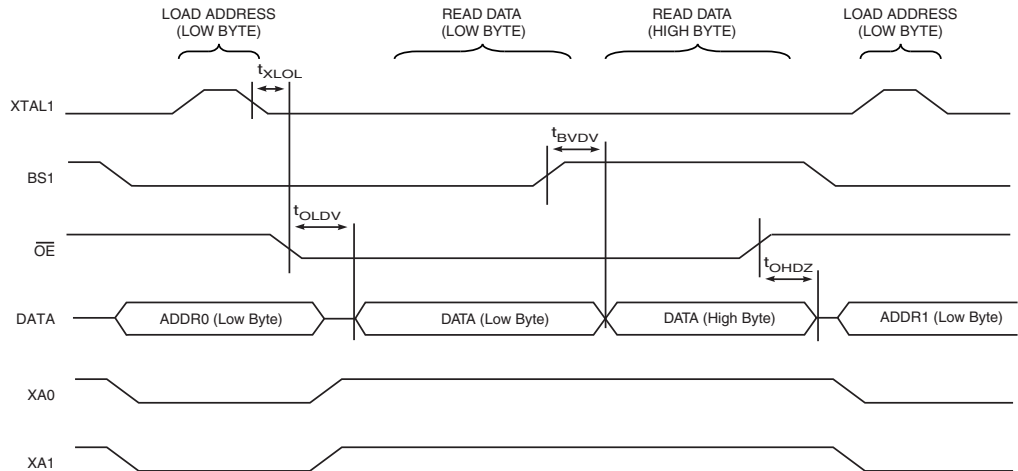 LOAD ADDRESS
(LOW BYTE)
READ DATA
(LOW BYTE)
READ DATA
(HIGH BYTE)
LOAD ADDRESS
(LOW BYTE)
tXLOL
XTAL1
tBVDV
BS1
tOLDV
OE
tOHDZ
DATA
ADDR0 (Low Byte)
DATA (Low Byte)
DATA (High Byte)
ADDR1 (Low Byte)
XA0
XA1